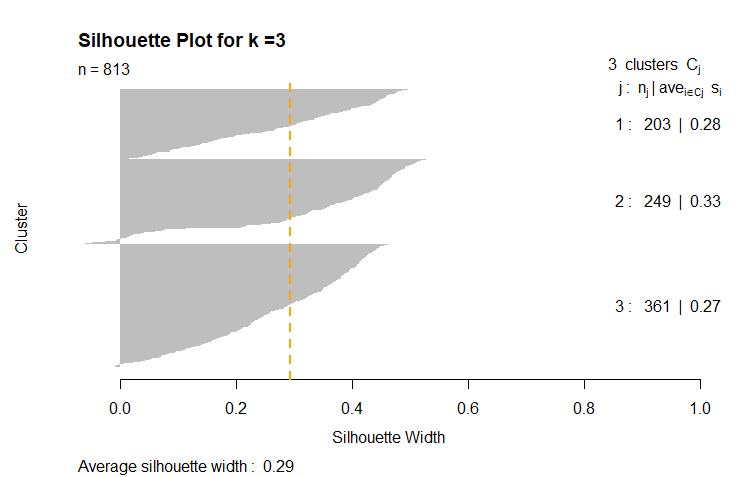 Silhouette Plot for k =3
n = 813
3 clusters Cj
j : nj | avei∈Cj si
1 : 203 | 0.28
2 : 249 | 0.33
3 : 361 | 0.27
Cluster
0.0 0.2 0.4 0.6 0.8 1.0
Silhouette Width
Average silhouette width : 0.29